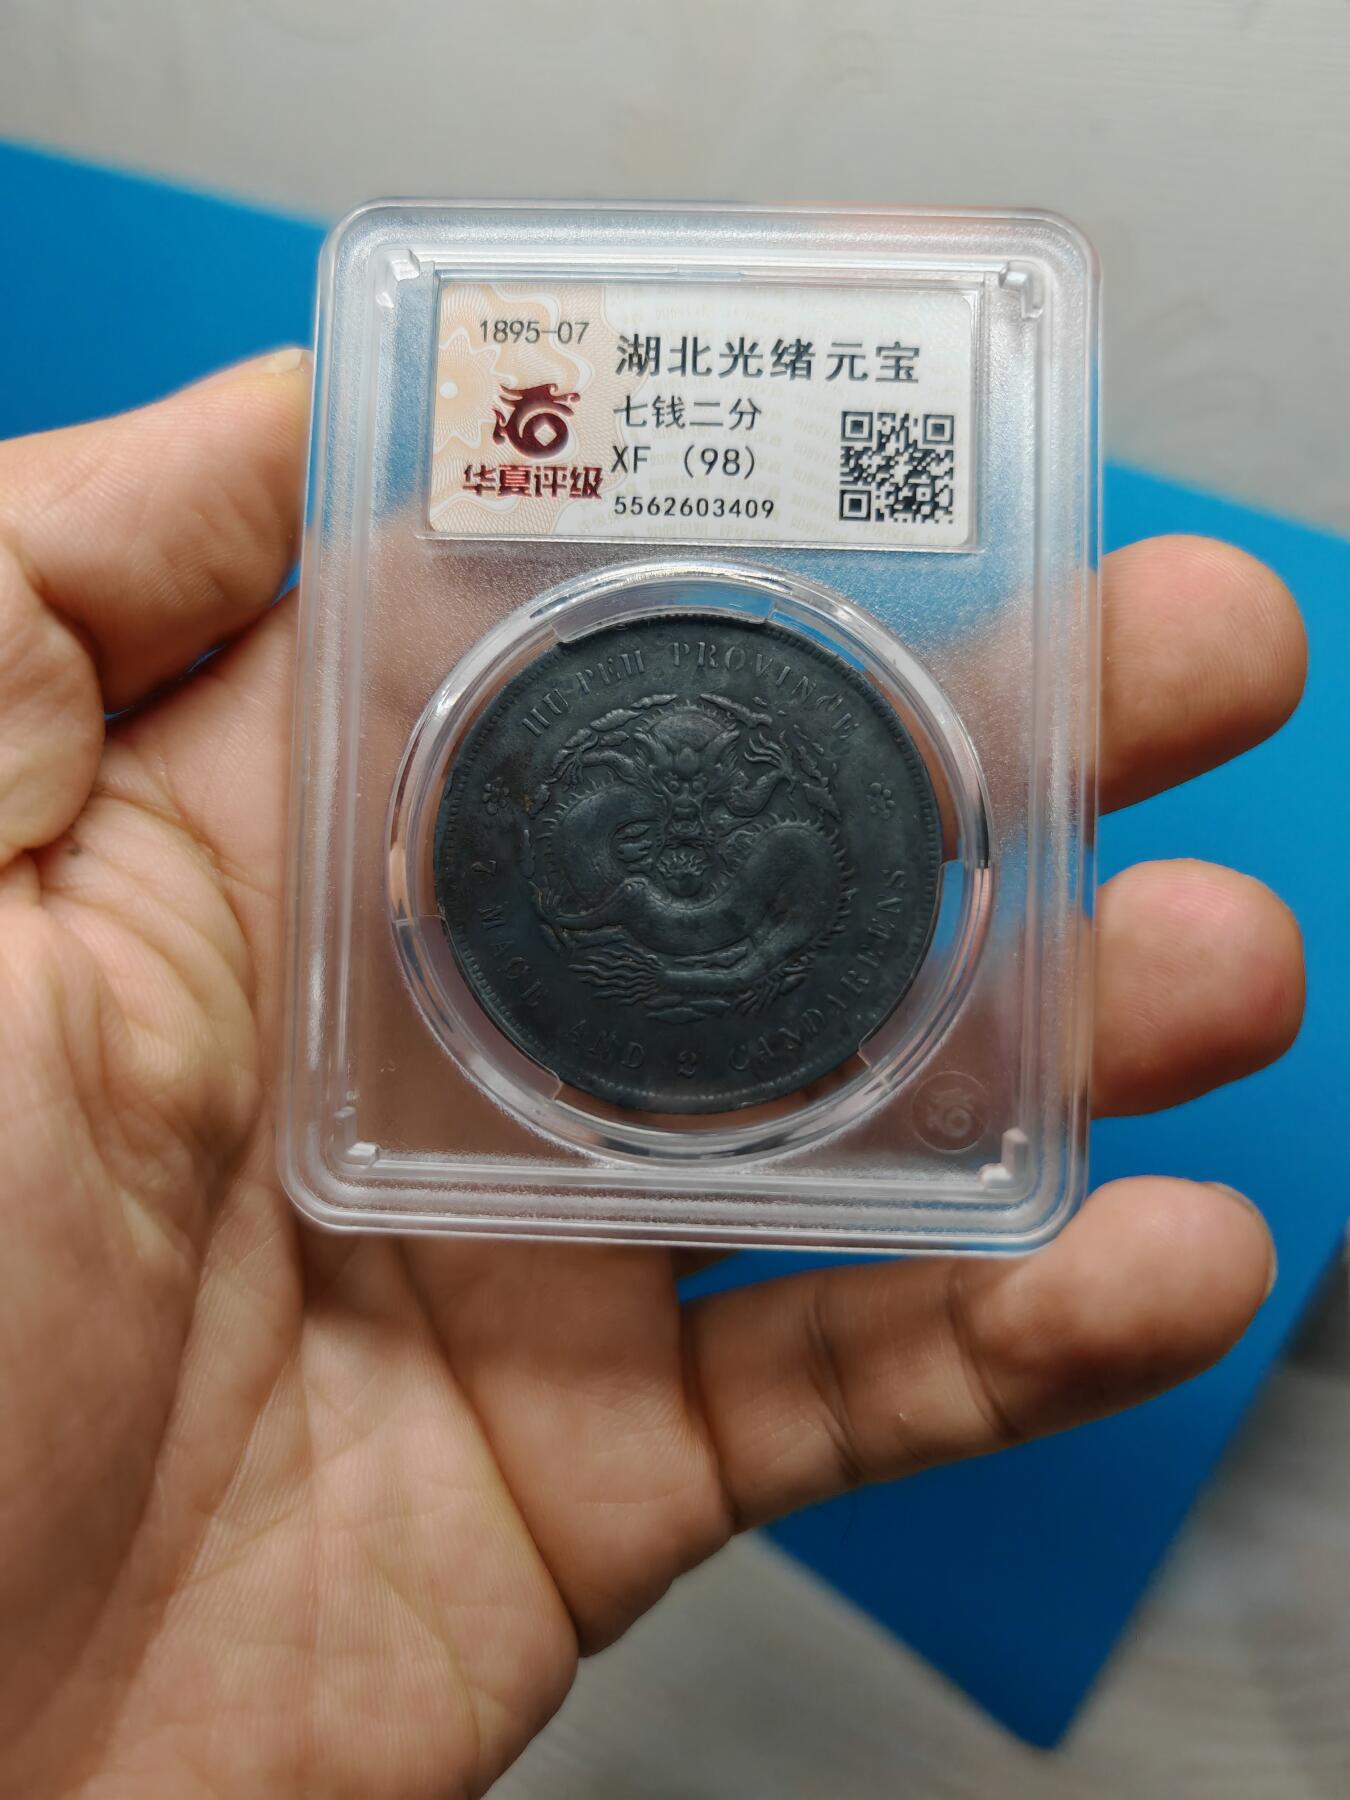 1895-07
湖北光绪元宝
七钱二分
XF (98)
华夏评级
5562603409
HU-PEH PROVINCE
7 MACE AND 2 CANDAREENS